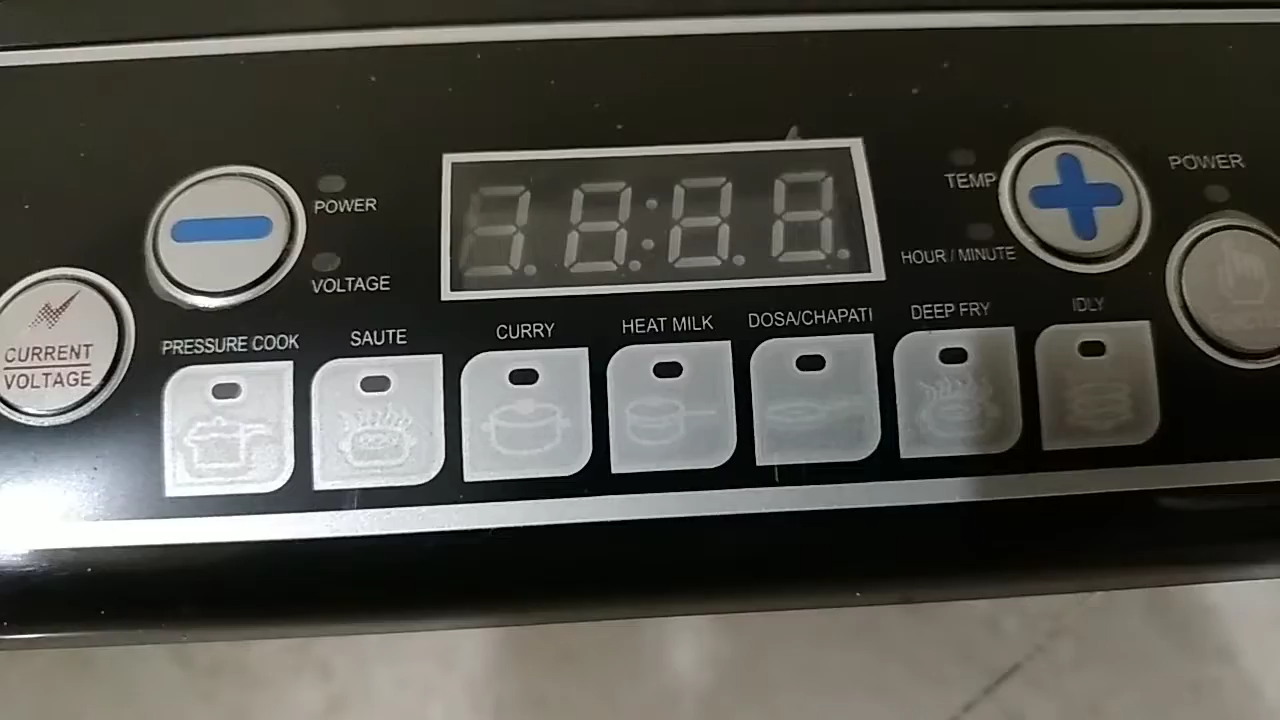 POWER
TEMP
POWER
HOUR / MINUTE
VOLTAGE
CURRENT
VOLTAGE
PRESSURE COOK
SAUTE
CURRY
HEAT MILK
DOSA/CHAPATI
DEEP FRY
IDLY